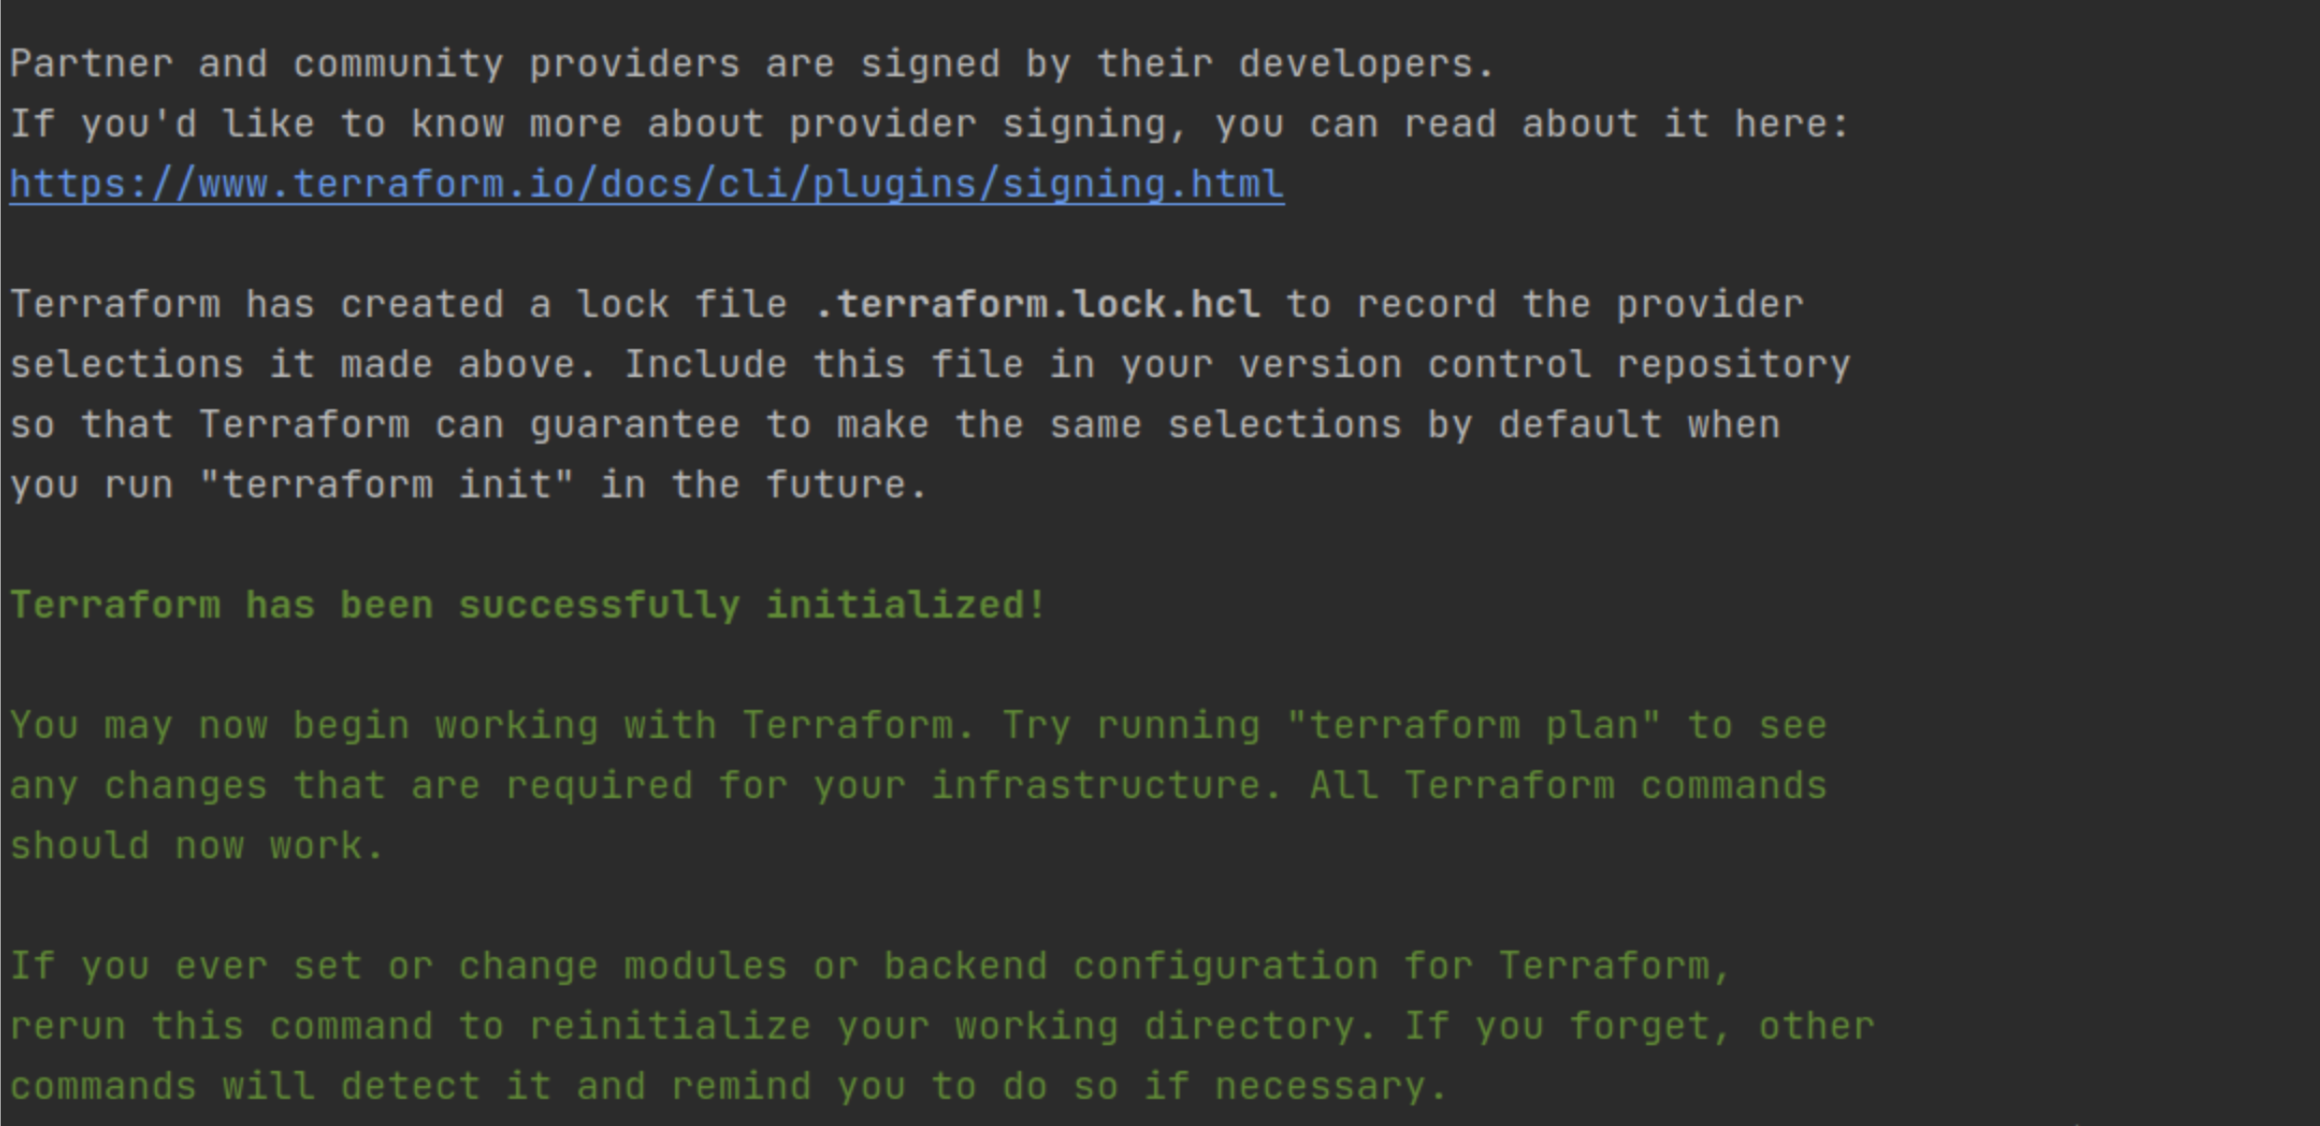 Partner and community providers are signed by their developers.
If you'd like to know more about provider signing, you can read about it here:
https://www.terraform.io/docs/cli/plugins/signing.html
Terraform has created a lock file .terraform.lock.hcl to record the provider
selections it made above. Include this file in your version control repository
so that Terraform can guarantee to make the same selections by default when
you run "terraform init" in the future.
Terraform has been successfully initialized!
You may now begin working with Terraform. Try running "terraform plan" to see
any changes that are required for your infrastructure. All Terraform commands
should now work.
If you ever set or change modules or backend configuration for Terraform,
rerun this command to reinitialize your working directory. If you forget, other
commands will detect it and remind you to do so if necessary.